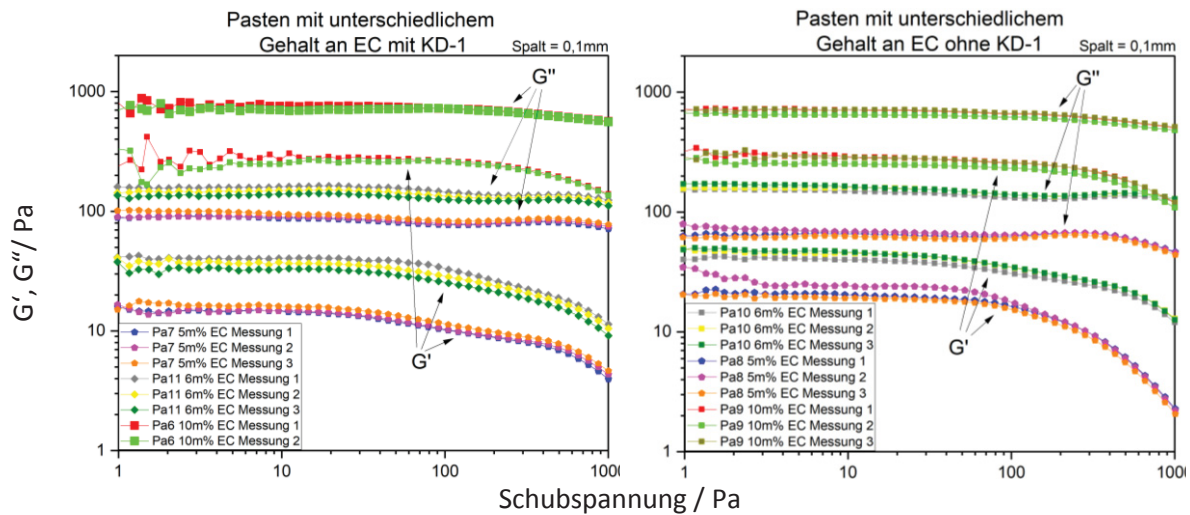 Pasten mit unterschiedlichem
Gehalt an EC mit KD-1
Spalt = 0,1mm
G', G''/ Pa
1000
100
10
1
G''
G'
Pa7 5m% EC Messung 1
Pa7 5m% EC Messung 2
Pa7 5m% EC Messung 3
Pa11 6m% EC Messung 1
Pa11 6m% EC Messung 2
Pa11 6m% EC Messung 3
Pa6 10m% EC Messung 1
Pa6 10m% EC Messung 2
1 10 100 1000
Pasten mit unterschiedlichem
Gehalt an EC ohne KD-1
Spalt = 0,1mm
1000
100
10
1
G''
G'
Pa10 6m% EC Messung 1
Pa10 6m% EC Messung 2
Pa10 6m% EC Messung 3
Pa8 5m% EC Messung 1
Pa8 5m% EC Messung 2
Pa8 5m% EC Messung 3
Pa9 10m% EC Messung 1
Pa9 10m% EC Messung 2
Pa9 10m% EC Messung 3
1 10 100 1000
Schubspannung / Pa